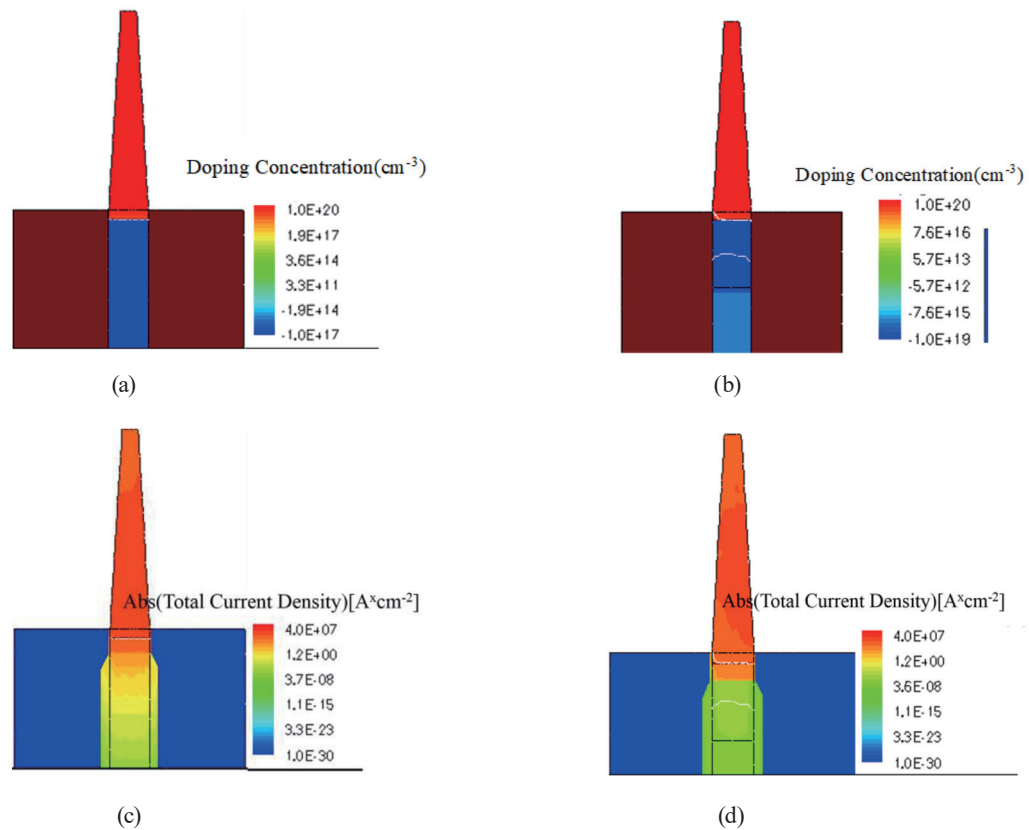 Doping Concentration(cm-3)
1.0E+20
1.9E+17
3.6E+14
3.3E+11
-1.9E+14
-1.0E+17
(a)
Doping Concentration(cm-3)
1.0E+20
7.6E+16
5.7E+13
-5.7E+12
-7.6E+15
-1.0E+19
(b)
Abs(Total Current Density)[A×cm-2]
4.0E+07
1.2E+00
3.7E-08
1.1E-15
3.3E-23
1.0E-30
(c)
Abs(Total Current Density)[A×cm-2]
4.0E+07
1.2E+00
3.6E-08
1.1E-15
3.3E-23
1.0E-30
(d)